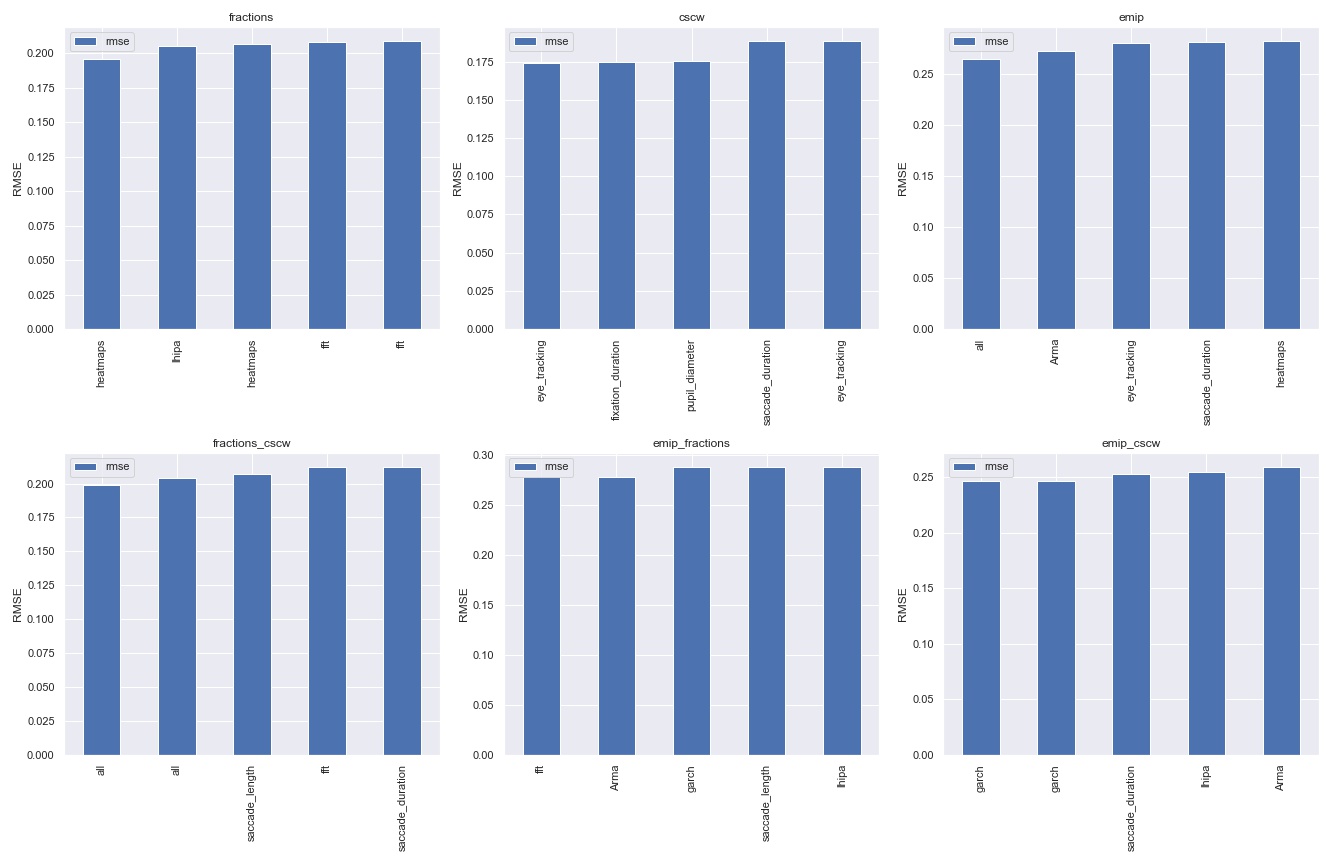 fractions
rmse
RMSE
0.200
0.175
0.150
0.125
0.100
0.075
0.050
0.025
0.000
heatmaps
lhipa
heatmaps
fft
fft
cscw
rmse
RMSE
0.175
0.150
0.125
0.100
0.075
0.050
0.025
0.000
eye_tracking
fixation_duration
pupil_diameter
saccade_duration
eye_tracking
emip
rmse
RMSE
0.25
0.20
0.15
0.10
0.05
0.00
all
Arma
eye_tracking
saccade_duration
heatmaps
fractions_cscw
rmse
RMSE
0.200
0.175
0.150
0.125
0.100
0.075
0.050
0.025
0.000
all
all
saccade_length
fft
saccade_duration
emip_fractions
rmse
RMSE
0.30
0.25
0.20
0.15
0.10
0.05
0.00
fft
Arma
garch
saccade_length
lhipa
emip_cscw
rmse
RMSE
0.25
0.20
0.15
0.10
0.05
0.00
garch
garch
saccade_duration
lhipa
Arma